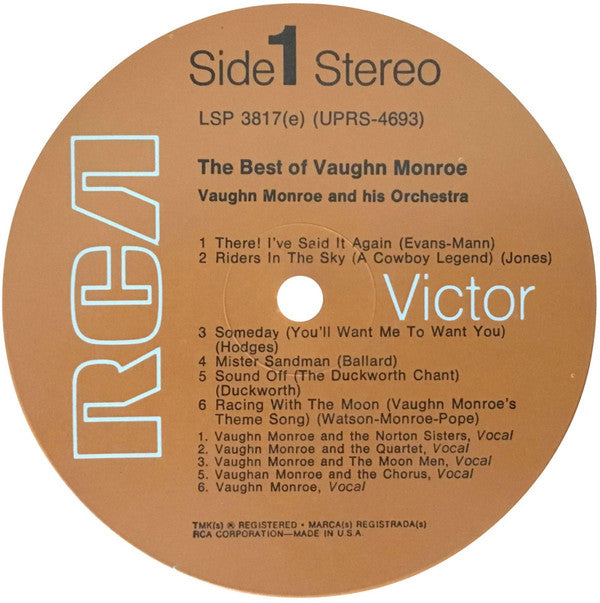 Side 1 Stereo
LSP 3817(e) (UPRS-4693)
The Best of Vaughn Monroe
Vaughn Monroe and his Orchestra
1 There! I've Said It Again (Evans-Mann)
2 Riders In The Sky (A Cowboy Legend) (Jones)
RCA
Victor
3 Someday (You'll Want Me To Want You)
(Hodges)
4 Mister Sandman (Ballard)
5 Sound Off (The Duckworth Chant)
(Duckworth)
6 Racing With The Moon (Vaughn Monroe's
Theme Song) (Watson-Monroe-Pope)
1. Vaughn Monroe and the Norton Sisters, Vocal
2. Vaughn Monroe and the Quartet, Vocal
3. Vaughn Monroe and The Moon Men, Vocal
5. Vaughan Monroe and the Chorus, Vocal
6. Vaughn Monroe, Vocal
TMK(s) ® REGISTERED • MARCA(s) REGISTRADA(s)
RCA CORPORATION—MADE IN U.S.A.